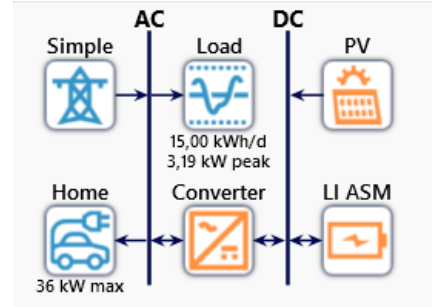 AC DC
Simple Load PV
15,00 kWh/d
3,19 kW peak
Home Converter LI ASM
36 kW max